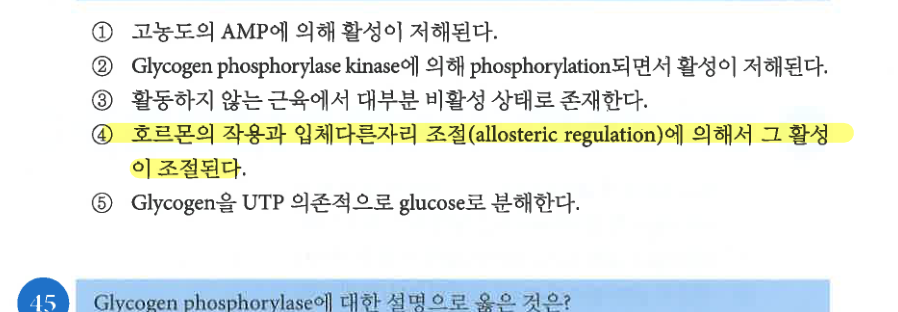 ① 고농도의 AMP에 의해 활성이 저해된다.
② Glycogen phosphorylase kinase에 의해 phosphorylation되면서 활성이 저해된다.
③ 활동하지 않는 근육에서 대부분 비활성 상태로 존재한다.
④ 호르몬의 작용과 입체다른자리 조절(allosteric regulation)에 의해서 그 활성
이 조절된다.
⑤ Glycogen을 UTP 의존적으로 glucose로 분해한다.
45 Glycogen phosphorylase에 대한 설명으로 옳은 것은?